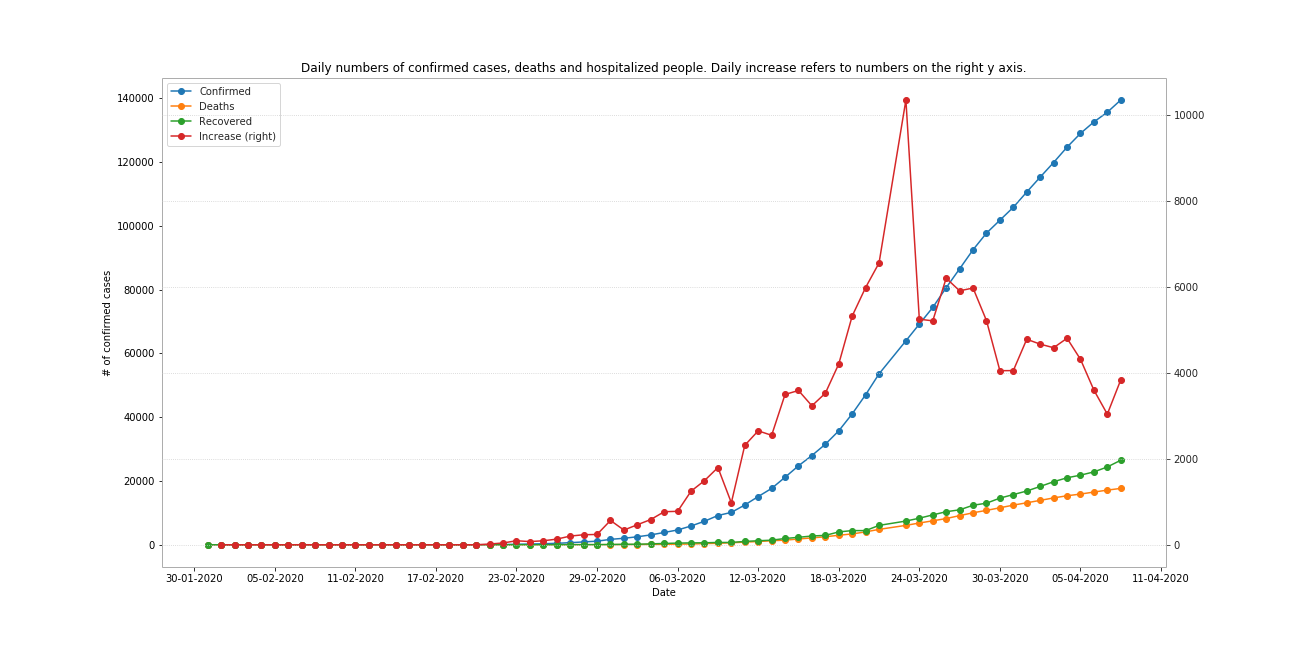 Daily numbers of confirmed cases, deaths and hospitalized people. Daily increase refers to numbers on the right y axis.
Confirmed
Deaths
Recovered
Increase (right)
140000
120000
100000
80000
60000
40000
20000
0
# of confirmed cases
10000
8000
6000
4000
2000
0
30-01-2020 05-02-2020 11-02-2020 17-02-2020 23-02-2020 29-02-2020 06-03-2020 12-03-2020 18-03-2020 24-03-2020 30-03-2020 05-04-2020 11-04-2020
Date